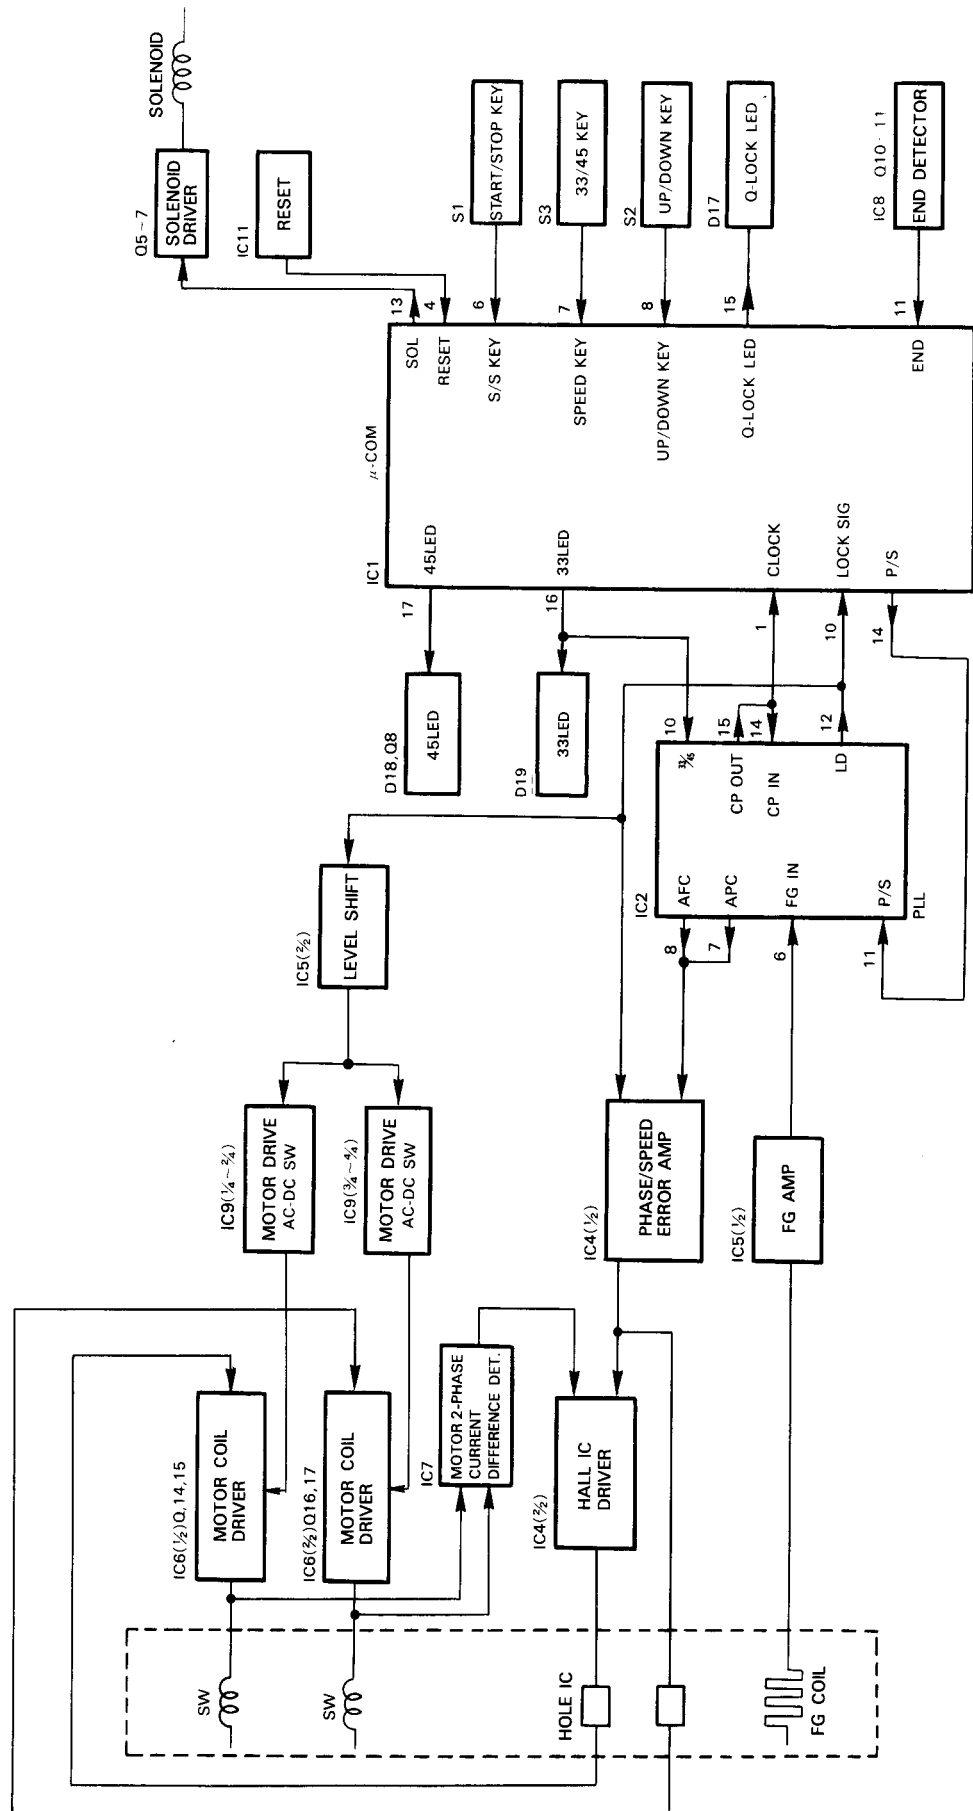 SOLENOID
Q5~7
SOLENOID
DRIVER
IC11
RESET
S1
START/STOP KEY
S3
33/45 KEY
S2
UP/DOWN KEY
D17
Q-LOCK LED
IC8 Q10-11
END DETECTOR
13
4
6
7
8
15
11
μ-COM
IC1
SOL
RESET
S/S KEY
SPEED KEY
UP/DOWN KEY
Q-LOCK LED
END
45LED
33LED
CLOCK
LOCK SIG
P/S
17
16
1
10
14
D18,Q8
45LED
D19
33LED
10
15
14
12
IC2
33/45
CP OUT
CP IN
LD
AFC
APC
FG IN
P/S
PLL
8
7
6
11
IC5(2/2)
LEVEL SHIFT
IC9(1/4~2/4)
MOTOR DRIVE
AC-DC SW
IC9(3/4~4/4)
MOTOR DRIVE
AC-DC SW
IC4(1/2)
PHASE/SPEED
ERROR AMP
IC5(1/2)
FG AMP
IC6(1/2)Q,14,15
MOTOR COIL
DRIVER
IC6(2/2)Q16,17
MOTOR COIL
DRIVER
IC7
MOTOR 2-PHASE
CURRENT
DIFFERENCE DET.
IC4(2/2)
HALL IC
DRIVER
SW
SW
HOLE IC
FG COIL